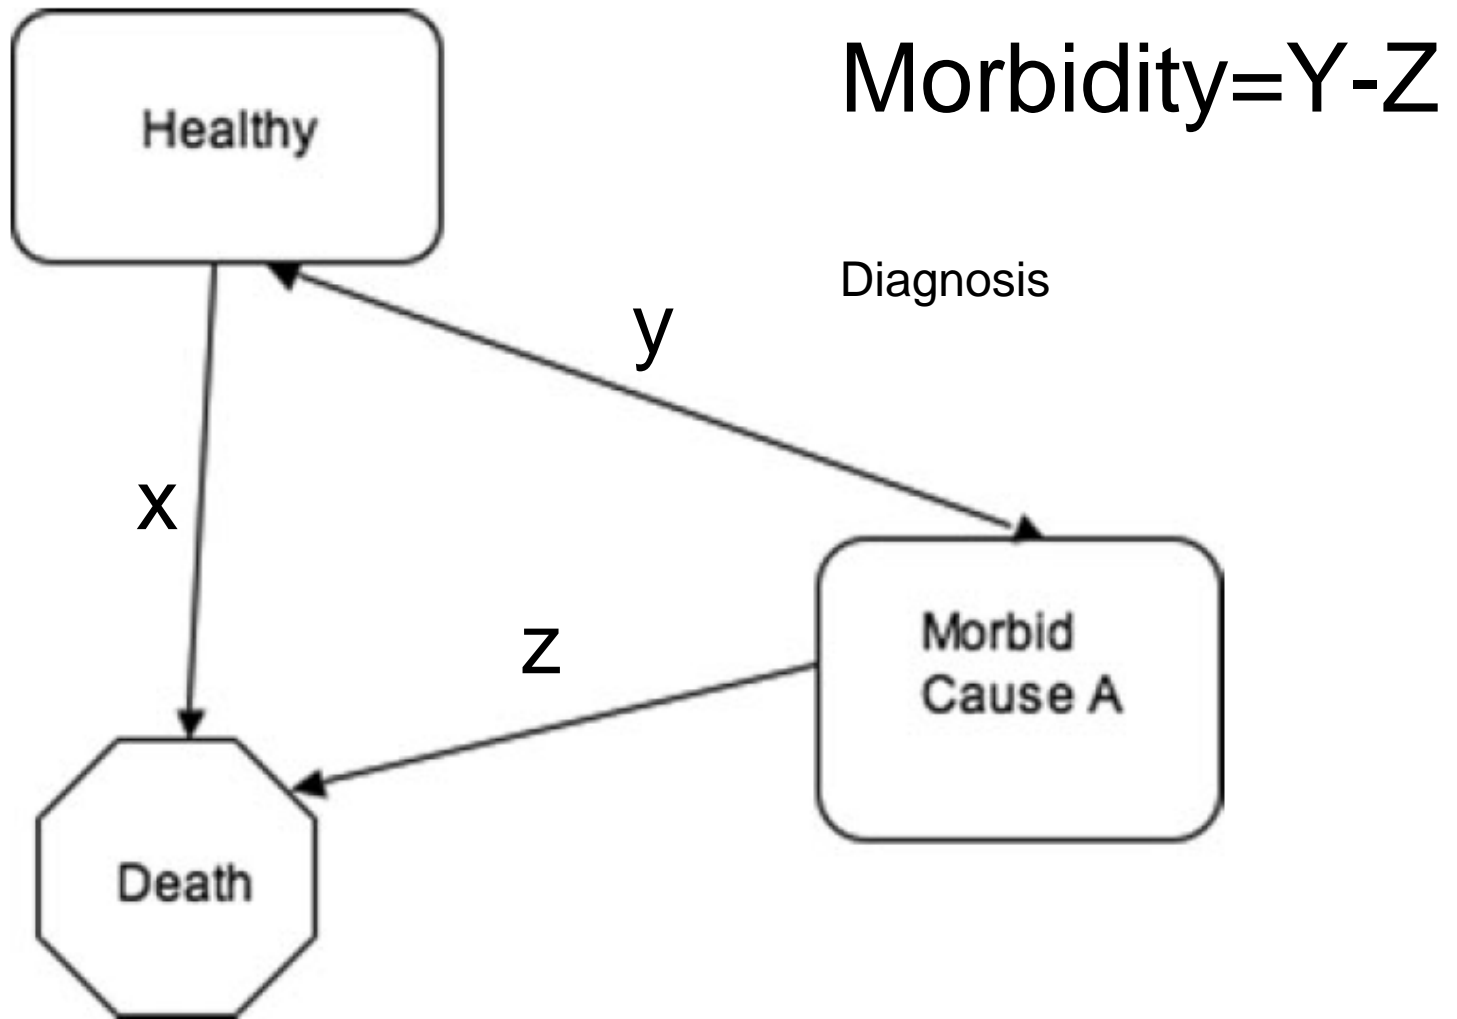 Healthy
Morbidity=Y-Z
Diagnosis
y
x
z
Morbid
Cause A
Death